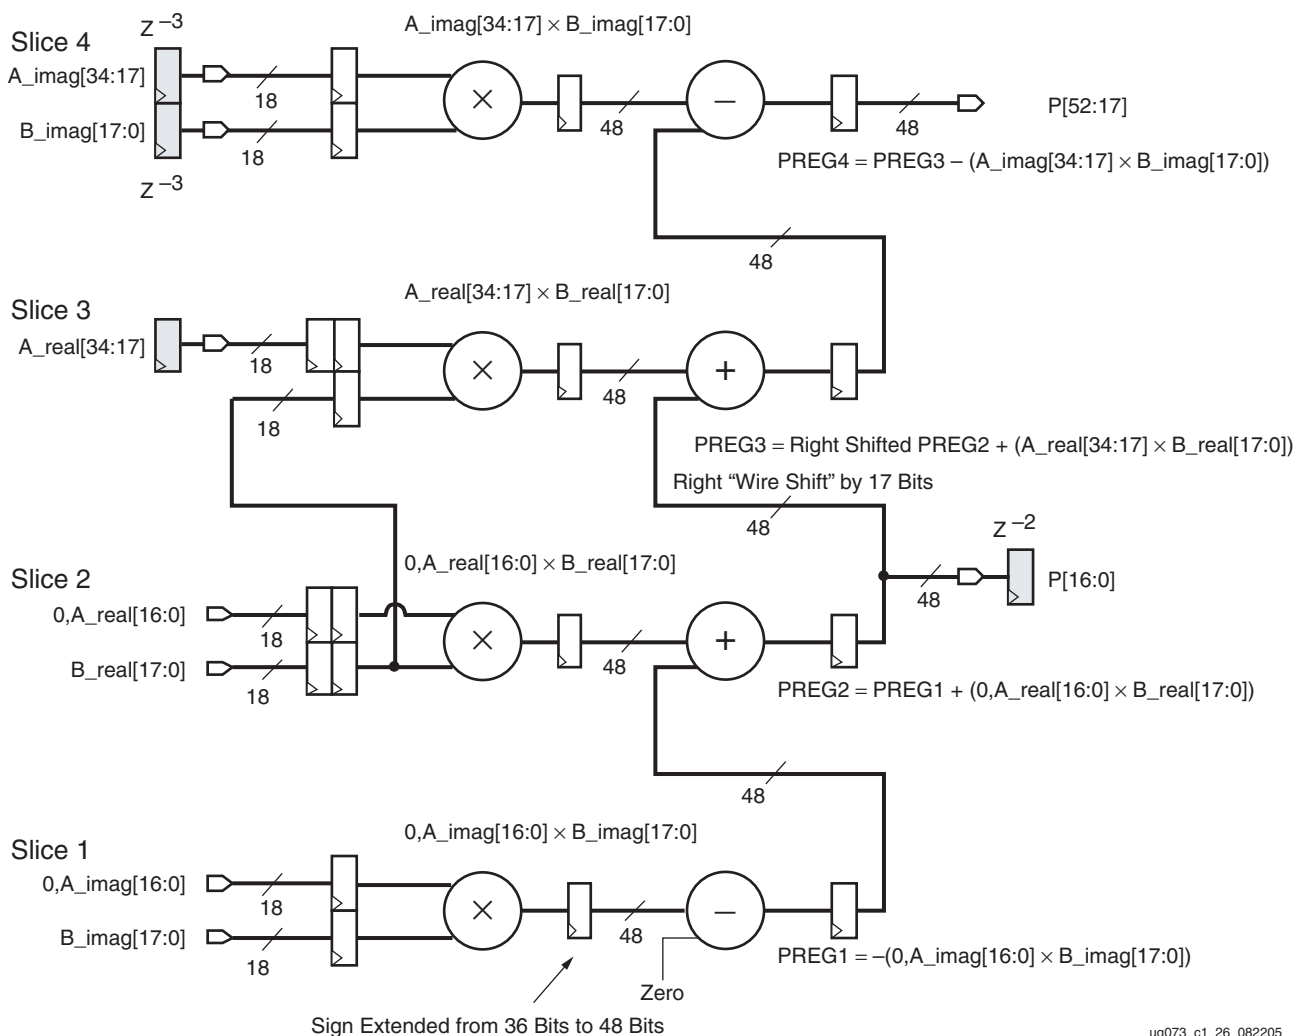 Z−3
A_imag[34:17] × B_imag[17:0]
Slice 4
A_imag[34:17]
18
B_imag[17:0]
18
Z−3
×
48
−
48
P[52:17]
PREG4 = PREG3 − (A_imag[34:17] × B_imag[17:0])
48
A_real[34:17] × B_real[17:0]
Slice 3
A_real[34:17]
18
18
×
48
+
PREG3 = Right Shifted PREG2 + (A_real[34:17] × B_real[17:0])
Right “Wire Shift” by 17 Bits
48
Z−2
0,A_real[16:0] × B_real[17:0]
Slice 2
0,A_real[16:0]
18
B_real[17:0]
18
×
48
+
48
P[16:0]
PREG2 = PREG1 + (0,A_real[16:0] × B_real[17:0])
48
0,A_imag[16:0] × B_imag[17:0]
Slice 1
0,A_imag[16:0]
18
B_imag[17:0]
18
×
48
−
PREG1 = −(0,A_imag[16:0] × B_imag[17:0])
Zero
Sign Extended from 36 Bits to 48 Bits
ug073_c1_26_082205